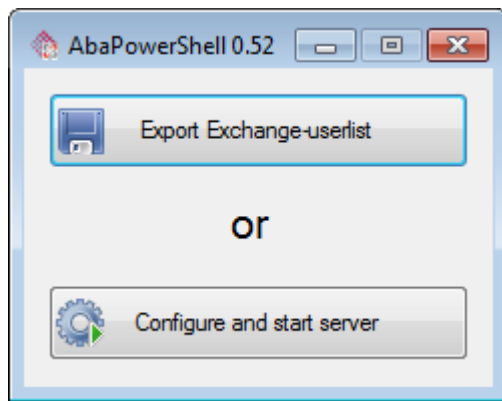 AbaPowerShell 0.52
Export Exchange-userlist
or
Configure and start server